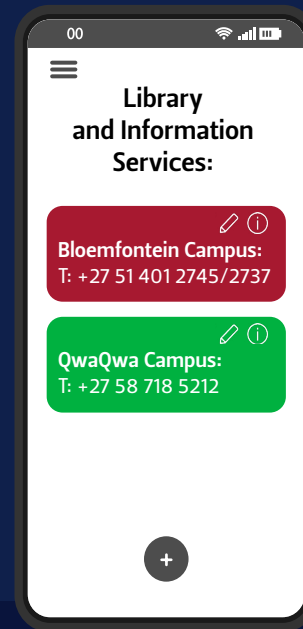 00
Library
and Information
Services:
Bloemfontein Campus:
T: +27 51 401 2745/2737
QwaQwa Campus:
T: +27 58 718 5212
+